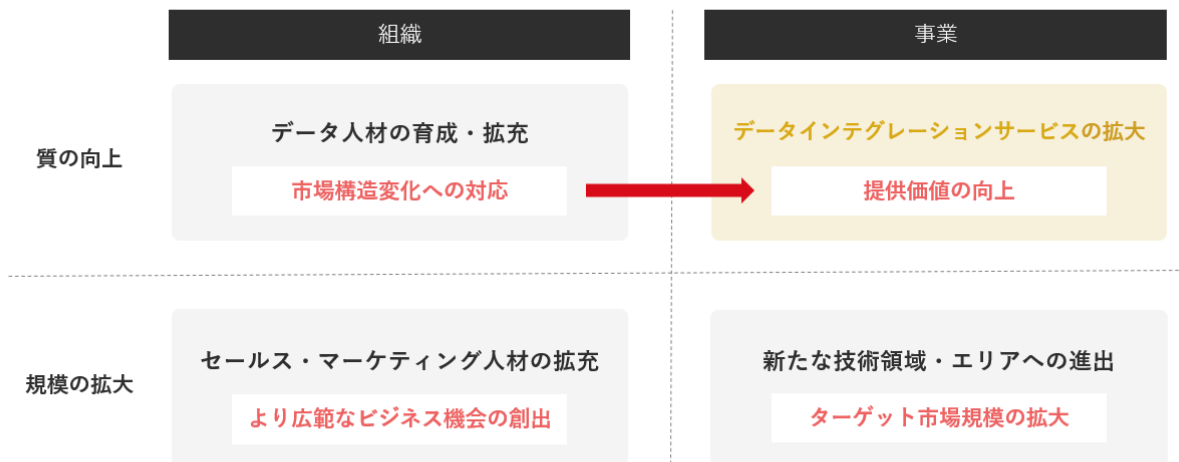 組織
事業
質の向上
データ人材の育成・拡充
市場構造変化への対応
データインテグレーションサービスの拡大
提供価値の向上
規模の拡大
セールス・マーケティング人材の拡充
より広範なビジネス機会の創出
新たな技術領域・エリアへの進出
ターゲット市場規模の拡大